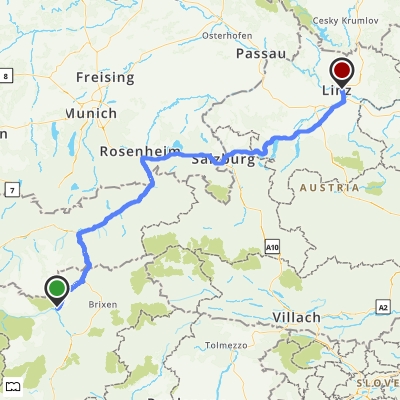 Cesky Krumlov
Osterhofen
Passau
8
Freising
Linz
Munich
Rosenheim
Salzburg
7
AUSTRIA
A10
Brixen
Villach
A2
Tolmezzo
SLOVE